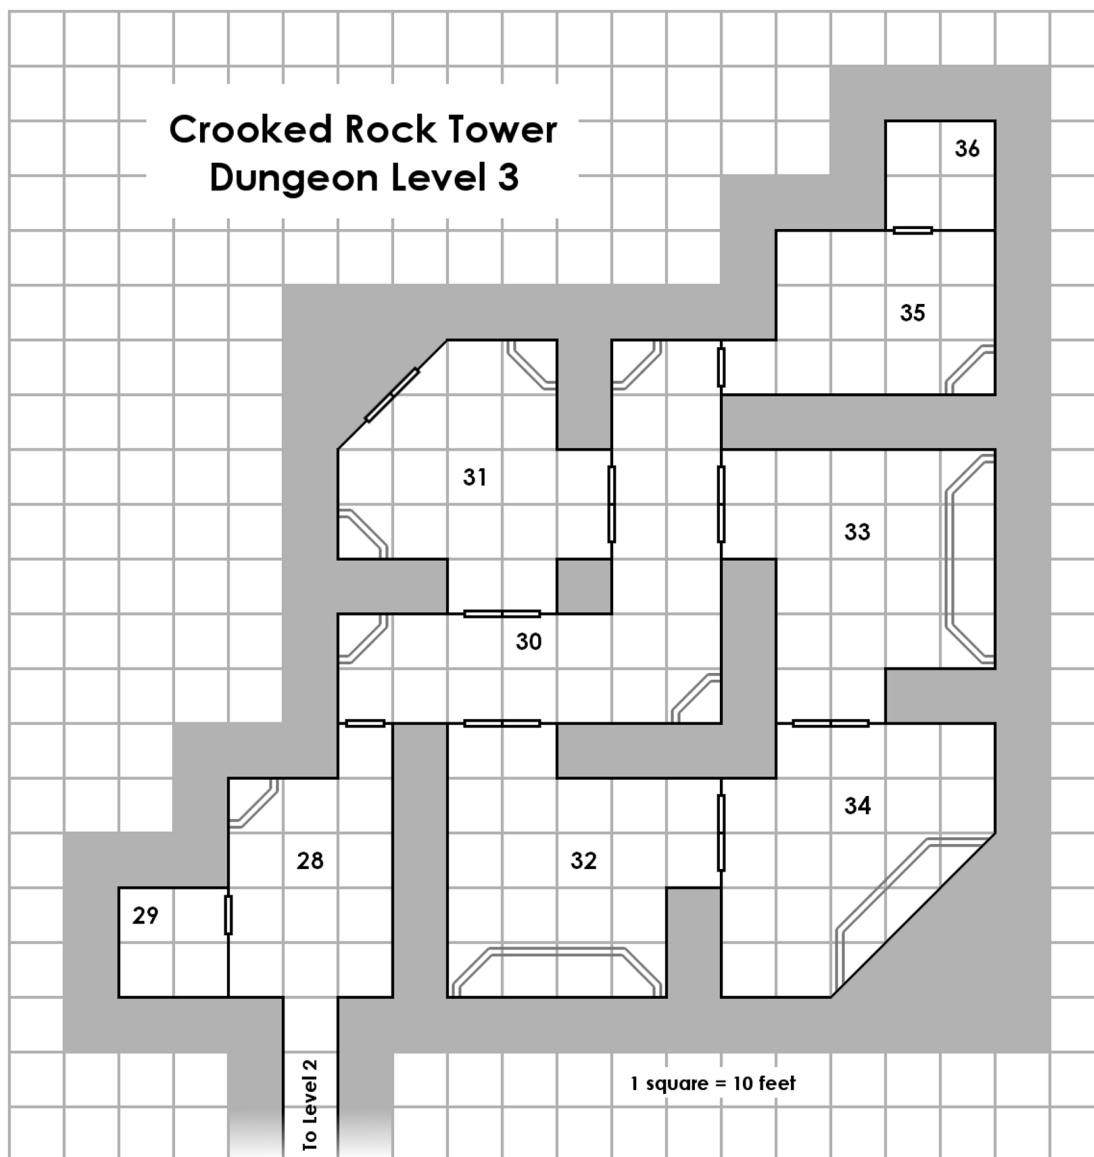 Crooked Rock Tower
Dungeon Level 3
36
35
31
33
30
34
28
32
29
1 square = 10 feet
To Level 2